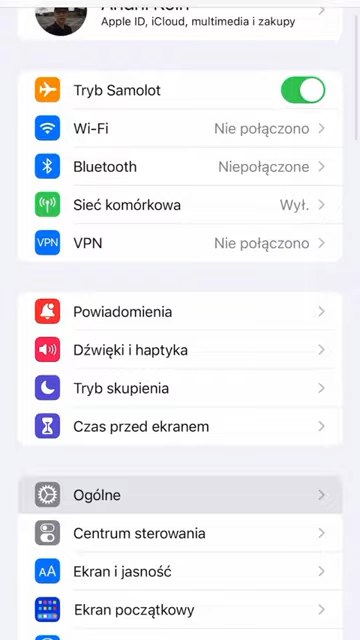 Apple ID, iCloud, multimedia i zakupy
Tryb Samolot
Wi-Fi
Nie połączono
Bluetooth
Niepołączone
Sieć komórkowa
Wył.
VPN
VPN
Nie połączono
Powiadomienia
Dźwięki i haptyka
Tryb skupienia
Czas przed ekranem
Ogólne
Centrum sterowania
AA
Ekran i jasność
Ekran początkowy